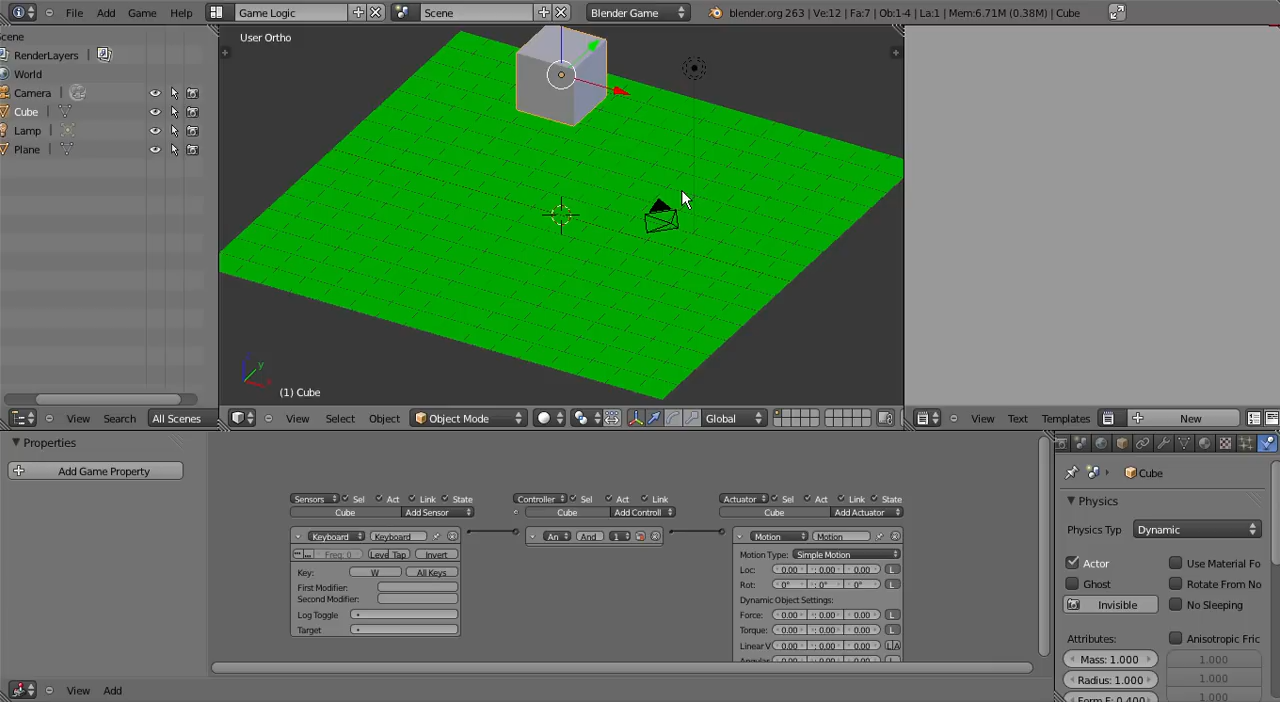 File Add Game Help Game Logic Scene Blender Game blender.org 263 | Ve:12 | Fa:7 | Ob:1-4 | La:1 | Mem:6.71M (0.38M) | Cube
cene
RenderLayers |
World
Camera |
Cube |
Lamp |
Plane |
User Ortho
z
y
x
(1) Cube
View Search All Scenes
View Select Object Object Mode Global
View Text Templates New
Properties
Add Game Property
Sensors Sel Act Link State
Cube Add Sensor
Keyboard Keyboard
Freq: 0 Leve Tap Invert
Key: W All Keys
First Modifier:
Second Modifier:
Log Toggle
Target
Controller Sel Act Link
Cube Add Controll
An And 1
Actuator Sel Act Link State
Cube Add Actuator
Motion Motion
Motion Type: Simple Motion
Loc: 0.00 0.00 0.00 L
Rot: 0° 0° 0° L
Dynamic Object Settings:
Force: 0.00 0.00 0.00 L
Torque: 0.00 0.00 0.00 L
Linear V 0.00 0.00 0.00 L A
Angular
Cube
Physics
Physics Typ Dynamic
Actor Use Material Fo
Ghost Rotate From No
Invisible No Sleeping
Attributes: Anisotropic Fric
Mass: 1.000 1.000
Radius: 1.000 1.000
Form F: 0.400 1.000
View Add